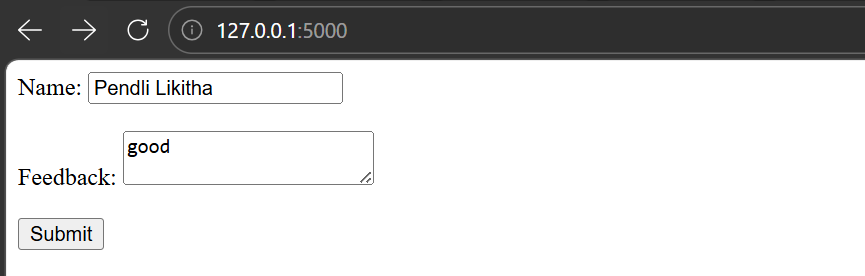 127.0.0.1:5000
Name: Pendli Likitha
Feedback: good
Submit